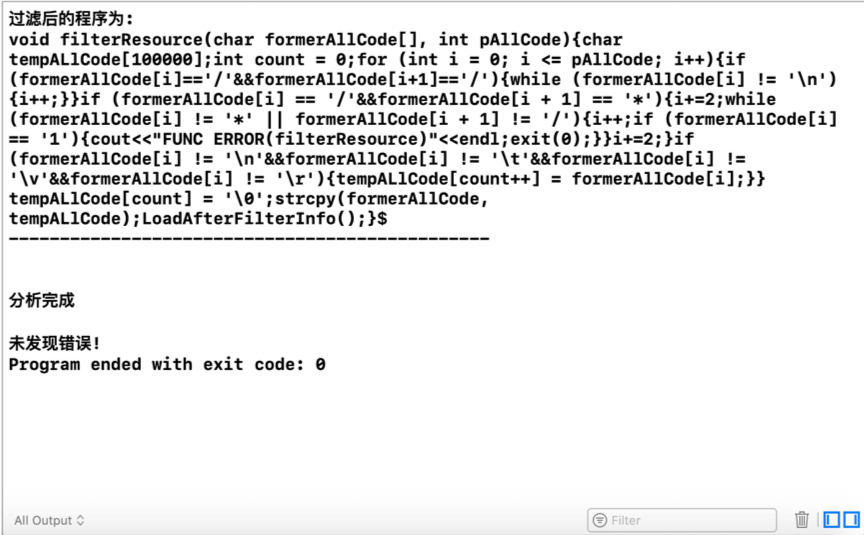 过滤后的程序为:
void filterResource(char formerAllCode[], int pAllCode){char
tempALlCode[100000];int count = 0;for (int i = 0; i <= pAllCode; i++){if
(formerAllCode[i]=='/'&&formerAllCode[i+1]=='/'){while (formerAllCode[i] != '\n')
{i++;}}if (formerAllCode[i] == '/'&&formerAllCode[i + 1] == '*'){i+=2;while
(formerAllCode[i] != '*' || formerAllCode[i + 1] != '/'){i++;if (formerAllCode[i]
== '1'){cout<<"FUNC ERROR(filterResource)"<<endl;exit(0);}}i+=2;}if
(formerAllCode[i] != '\n'&&formerAllCode[i] != '\t'&&formerAllCode[i] !=
'\v'&&formerAllCode[i] != '\r'){tempALlCode[count++] = formerAllCode[i];}}
tempALlCode[count] = '\0';strcpy(formerAllCode,
tempALlCode);LoadAfterFilterInfo();}$
-----------------------------------------------
分析完成
未发现错误!
Program ended with exit code: 0
All Output
Filter